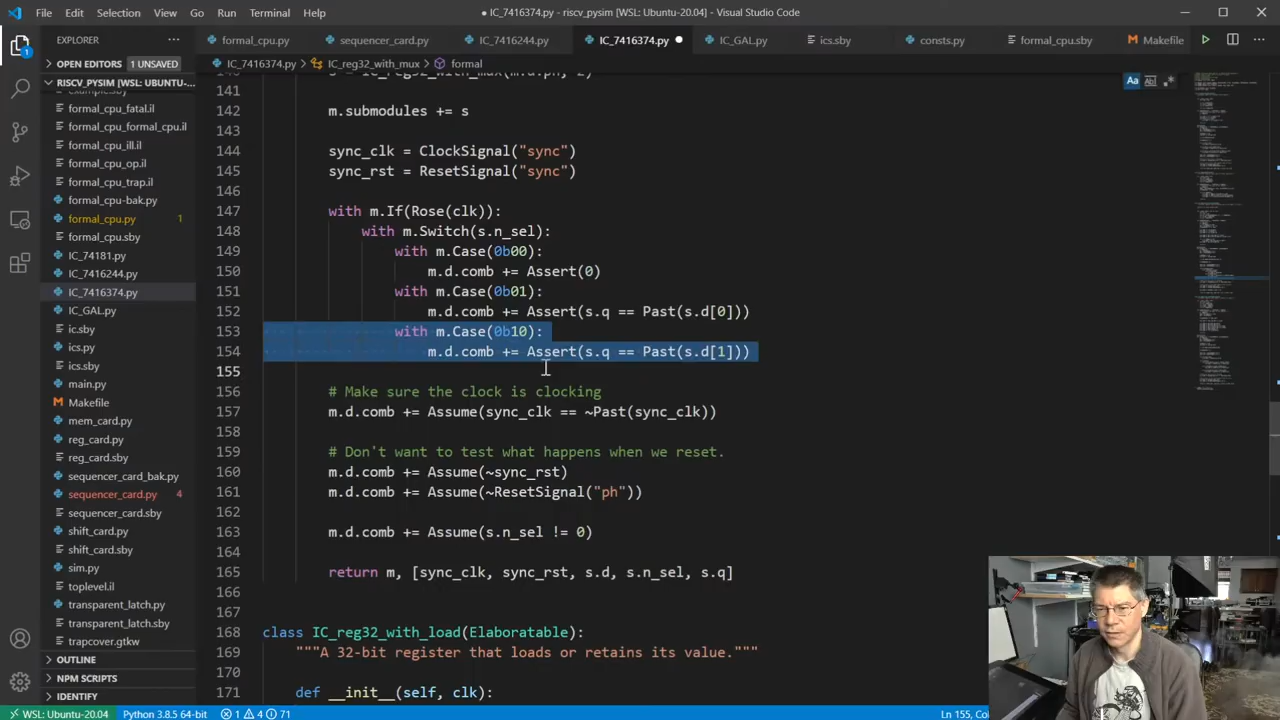 File Edit Selection View Go Run Terminal Help
● IC_7416374.py - riscv_pysim [WSL: Ubuntu-20.04] - Visual Studio Code
EXPLORER
formal_cpu.py sequencer_card.py IC_7416244.py IC_7416374.py IC_GAL.py ics.sby consts.py formal_cpu.sby Makefile
OPEN EDITORS 1 UNSAVED
IC_7416374.py > IC_reg32_with_mux > formal
RISCV_PYSIM [WSL: UBUNTU-...
formal_cpu_fatal.il
formal_cpu_formal_cpu.il
formal_cpu_ill.il
formal_cpu_op.il
formal_cpu_trap.il
formal_cpu-bak.py
formal_cpu.py 1
formal_cpu.sby
IC_74181.py
IC_7416244.py
IC_7416374.py
IC_GAL.py
ic.sby
ics.py
ics.sby
main.py
Makefile
mem_card.py
reg_card.py
reg_card.sby
sequencer_card_bak.py
sequencer_card.py 4
sequencer_card.sby
shift_card.py
shift_card.sby
sim.py
toplevel.il
transparent_latch.py
transparent_latch.sby
trapcover.gtkw
OUTLINE
NPM SCRIPTS
IDENTITY
141
142 m.submodules += s
143
144 sync_clk = ClockSignal("sync")
145 sync_rst = ResetSignal("sync")
146
147 with m.If(Rose(clk)):
148 with m.Switch(s.sel):
149 with m.Case(0b00):
150 m.d.comb += Assert(0)
151 with m.Case(0b01):
152 m.d.comb += Assert(s.q == Past(s.d[0]))
153 with m.Case(0b10):
154 m.d.comb += Assert(s.q == Past(s.d[1]))
155
156 # Make sure the clock is clocking
157 m.d.comb += Assume(sync_clk == ~Past(sync_clk))
158
159 # Don't want to test what happens when we reset.
160 m.d.comb += Assume(~sync_rst)
161 m.d.comb += Assume(~ResetSignal("ph"))
162
163 m.d.comb += Assume(s.n_sel != 0)
164
165 return m, [sync_clk, sync_rst, s.d, s.n_sel, s.q]
166
167
168 class IC_reg32_with_load(Elaboratable):
169 """A 32-bit register that loads or retains its value."""
170
171 def __init__(self, clk):
WSL: Ubuntu-20.04 Python 3.8.5 64-bit 1 4 71 Ln 155, Col